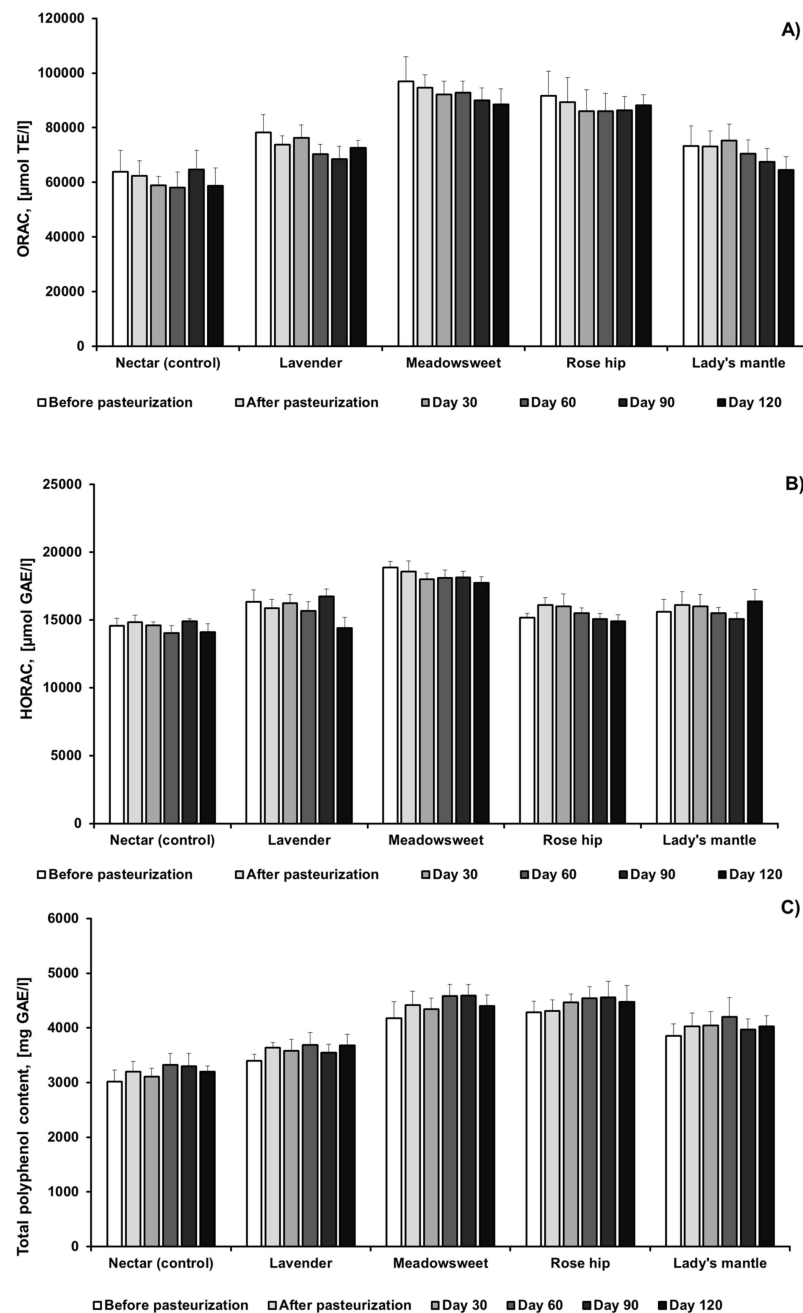 A)
ORAC, [µmol TE/l]
120000
100000
80000
60000
40000
20000
0
Nectar (control) Lavender Meadowsweet Rose hip Lady's mantle
Before pasteurization After pasteurization Day 30 Day 60 Day 90 Day 120
B)
HORAC, [µmol GAE/l]
25000
20000
15000
10000
5000
0
Nectar (control) Lavender Meadowsweet Rose hip Lady's mantle
Before pasteurization After pasteurization Day 30 Day 60 Day 90 Day 120
C)
Total polyphenol content, [mg GAE/l]
6000
5000
4000
3000
2000
1000
0
Nectar (control) Lavender Meadowsweet Rose hip Lady's mantle
Before pasteurization After pasteurization Day 30 Day 60 Day 90 Day 120